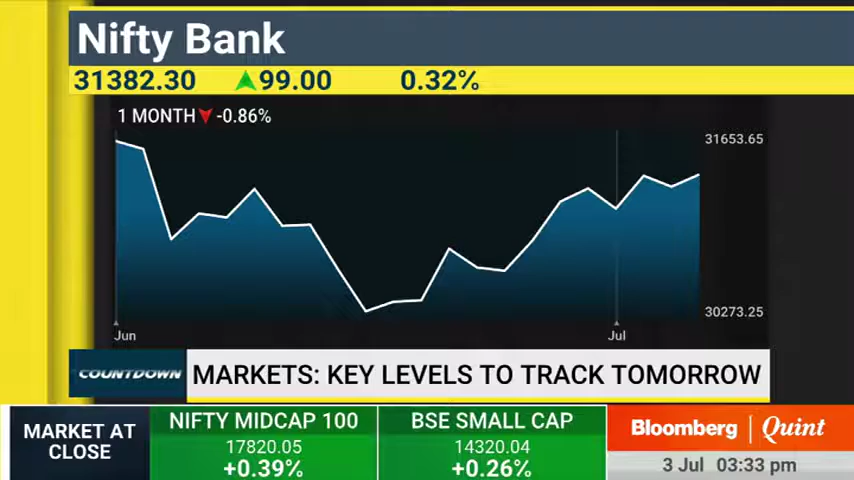 Nifty Bank
31382.30 99.00 0.32%
1 MONTH -0.86%
31653.65
30273.25
Jun Jul
COUNTDOWN MARKETS: KEY LEVELS TO TRACK TOMORROW
MARKET AT
CLOSE
NIFTY MIDCAP 100
17820.05
+0.39%
BSE SMALL CAP
14320.04
+0.26%
Bloomberg | Quint
3 Jul 03:33 pm